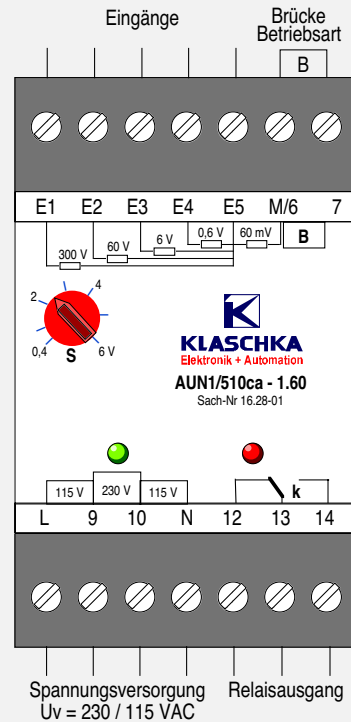 Eingänge
Brücke
Betriebsart
B
E1 E2 E3 E4 E5 M/6 7
300 V 60 V 6 V 0,6 V 60 mV B
0,4 2 4 6 V
S
KLASCHKA
Elektronik + Automation
AUN1/510ca - 1.60
Sach-Nr 16.28-01
115 V 230 V 115 V k
L 9 10 N 12 13 14
Spannungsversorgung
Uv = 230 / 115 VAC
Relaisausgang